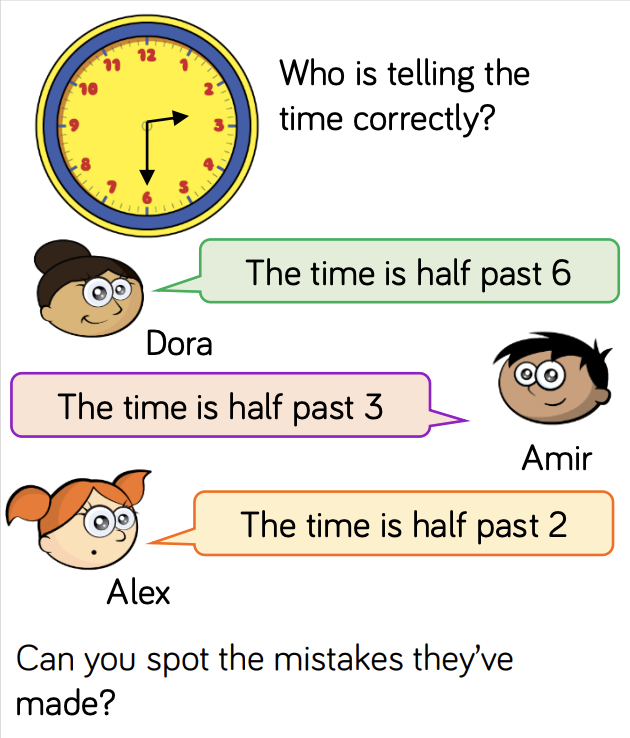 12
11
1
10
2
9
3
8
4
7
5
6
Who is telling the
time correctly?
The time is half past 6
Dora
The time is half past 3
Amir
The time is half past 2
Alex
Can you spot the mistakes they’ve
made?